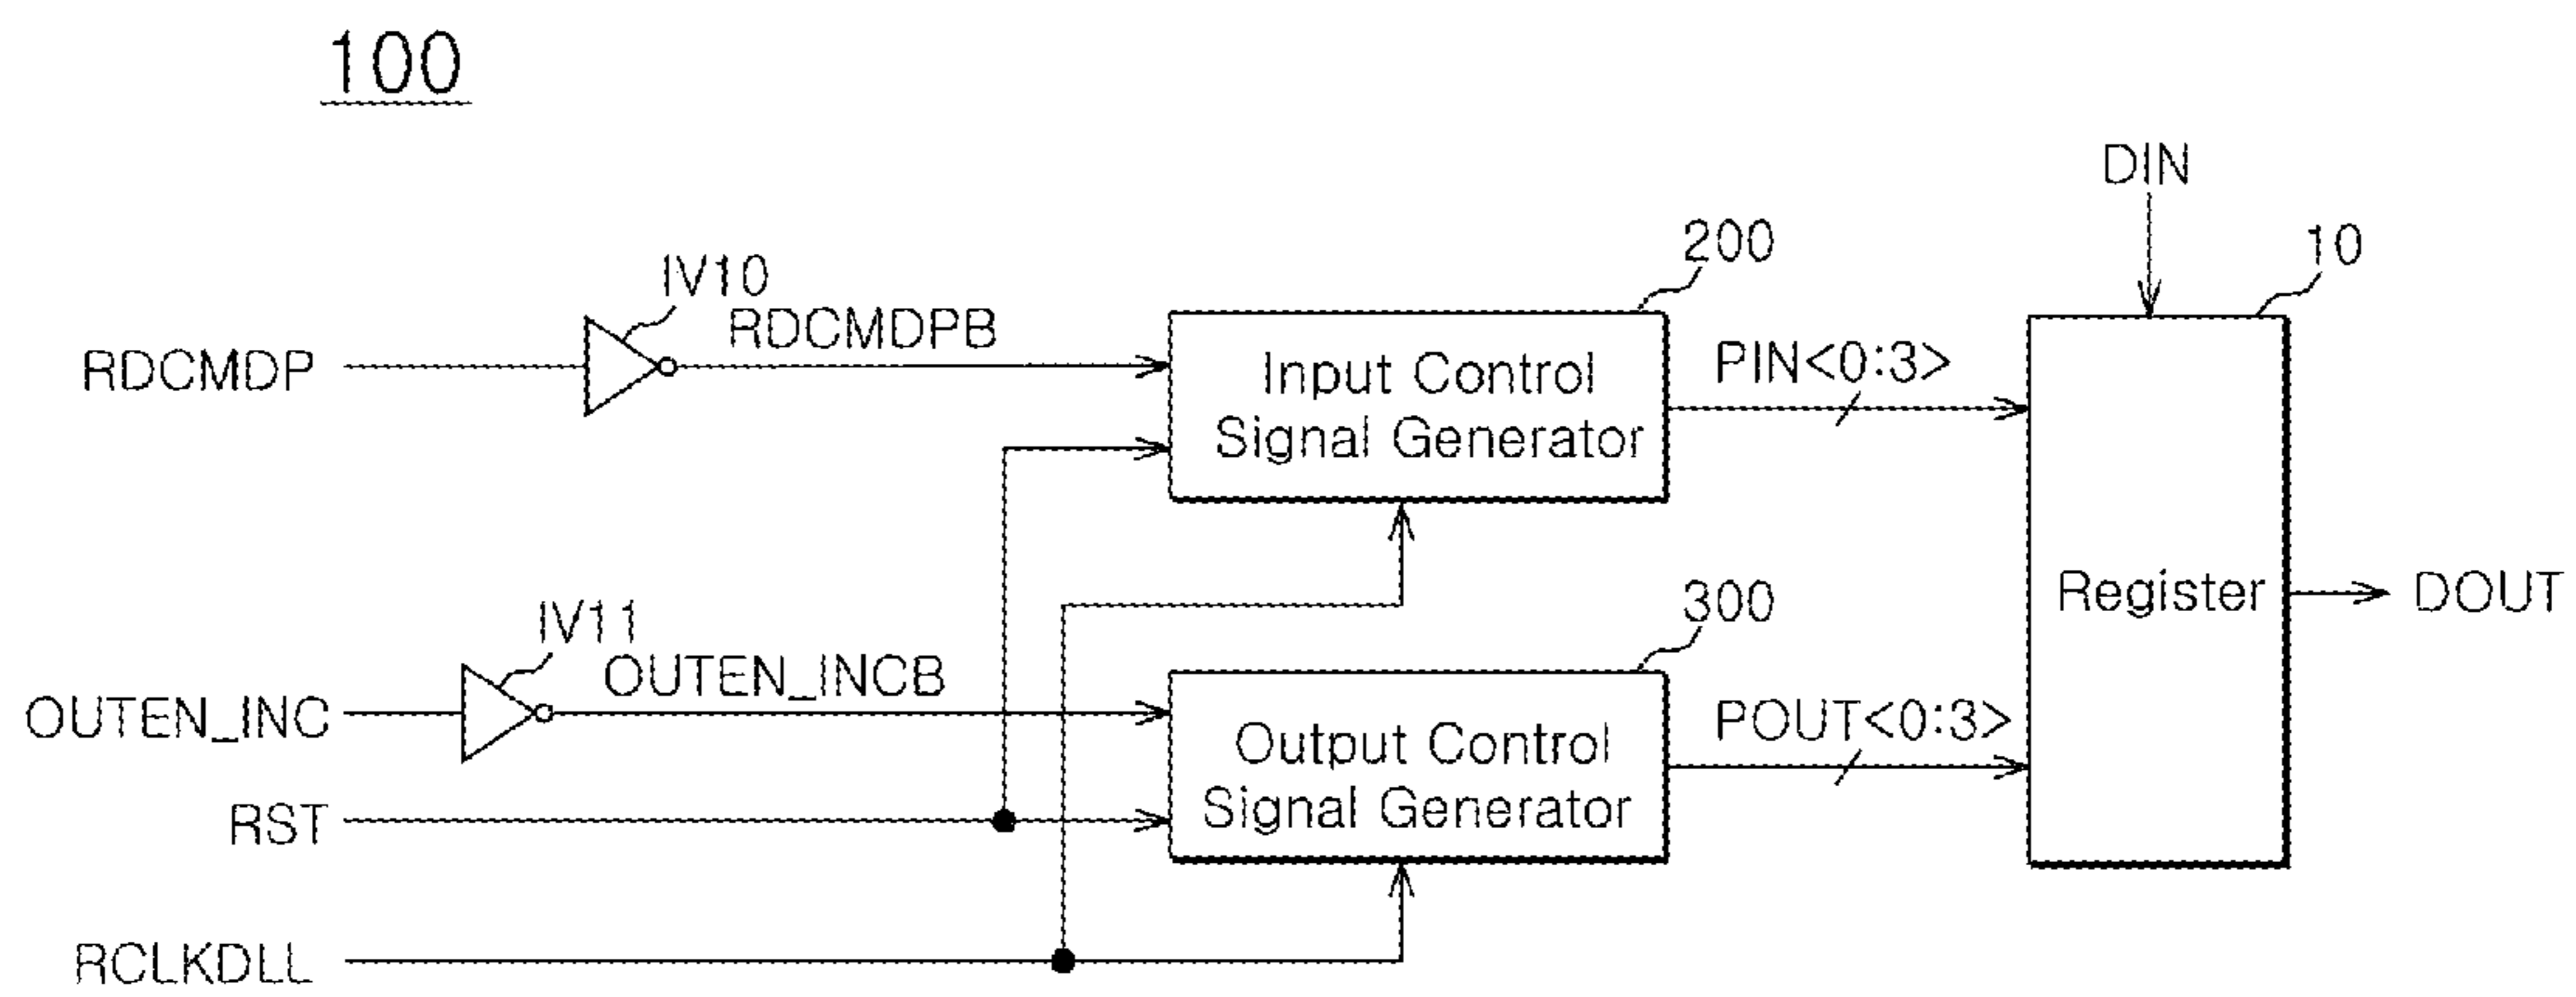 100
DIN
200
10
IV10
RDCMDPB
RDCMDP
Input Control
Signal Generator
PIN<0:3>
Register
DOUT
300
IV11
OUTEN_INCB
OUTEN_INC
Output Control
Signal Generator
POUT<0:3>
RST
RCLKDLL